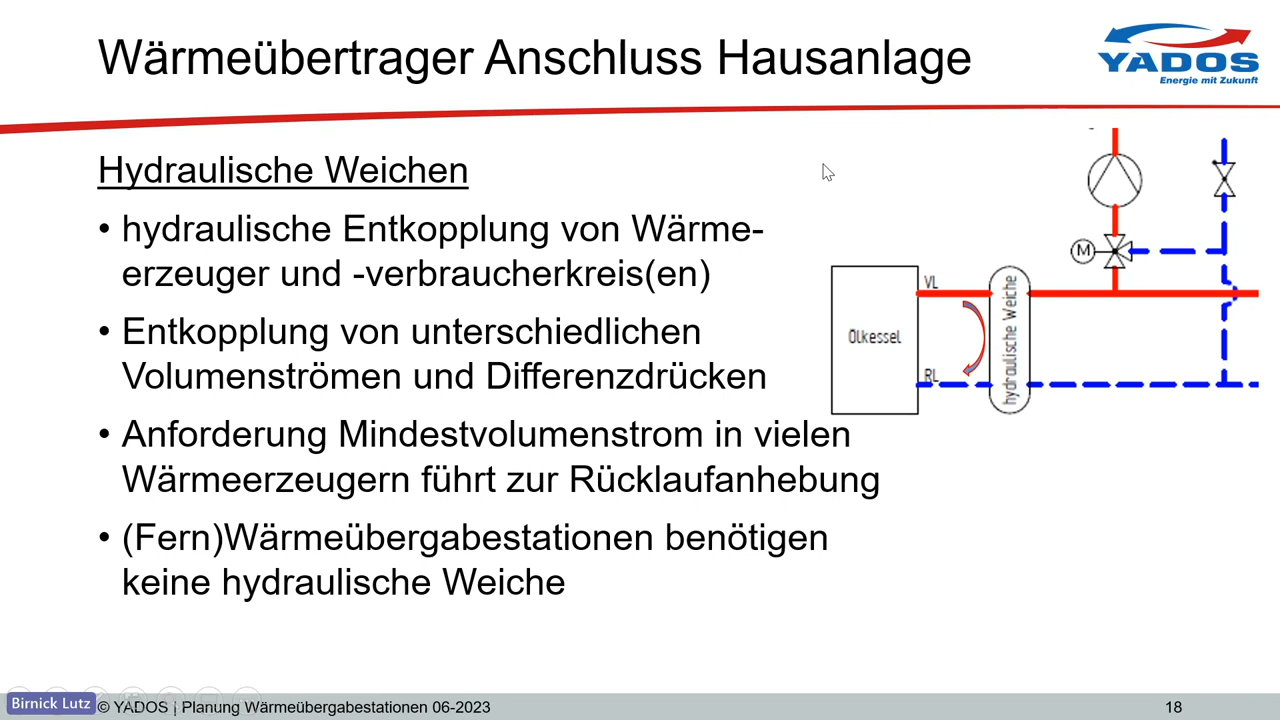 Wärmeübertrager Anschluss Hausanlage
YADOS
Energie mit Zukunft
Hydraulische Weichen
• hydraulische Entkopplung von Wärme-
erzeuger und -verbraucherkreis(en)
• Entkopplung von unterschiedlichen
Volumenströmen und Differenzdrücken
• Anforderung Mindestvolumenstrom in vielen
Wärmeerzeugern führt zur Rücklaufanhebung
• (Fern)Wärmeübergabestationen benötigen
keine hydraulische Weiche
M
VL
Ölkessel
RL
hydraulische Weiche
Birnick Lutz
© YADOS | Planung Wärmeübergabestationen 06-2023
18